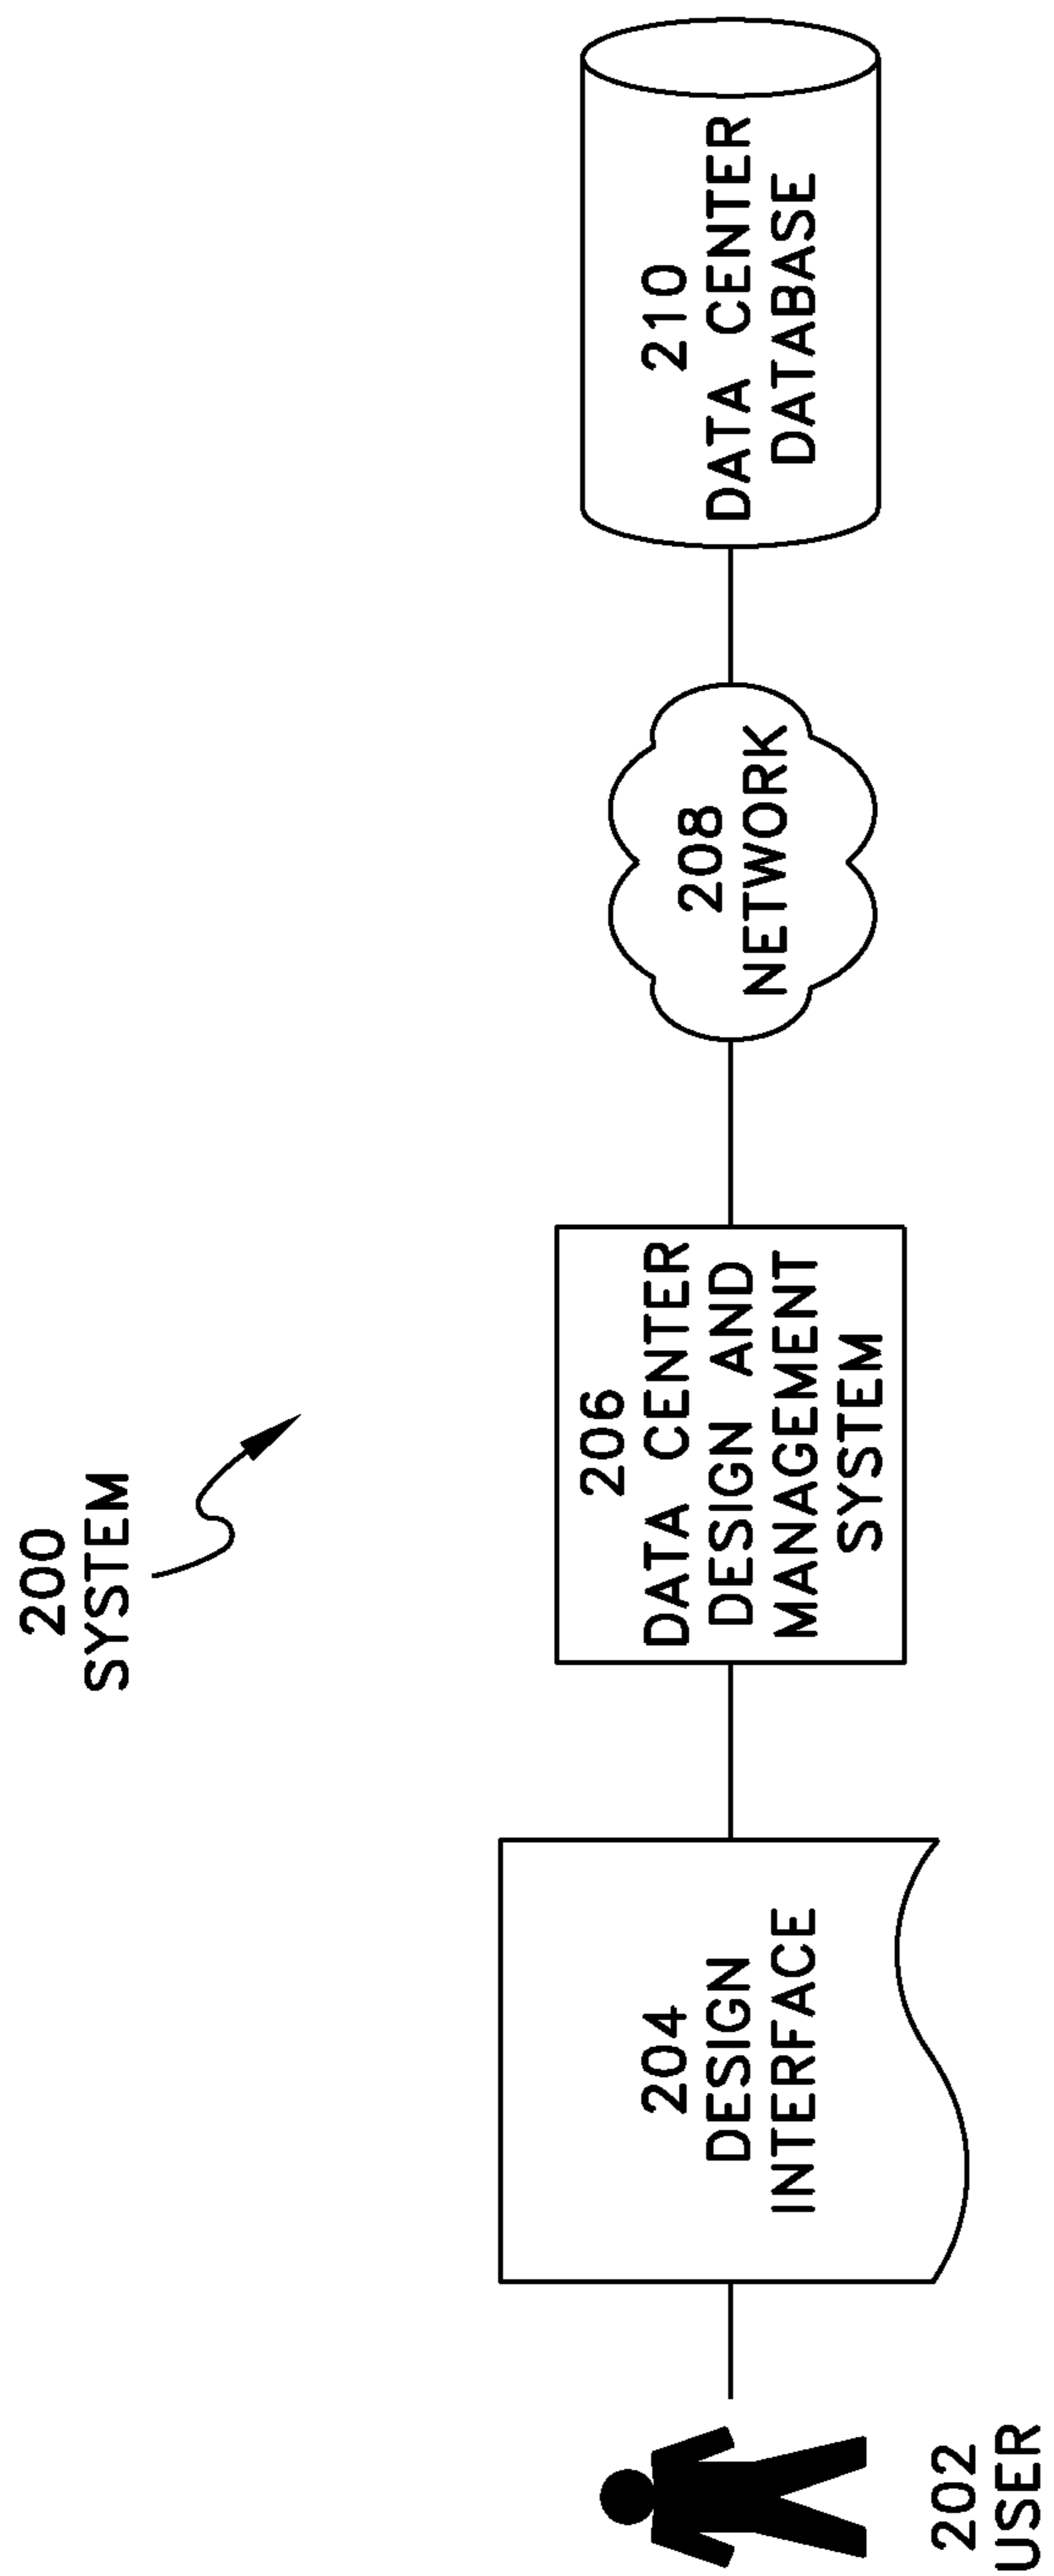 200
SYSTEM
202
USER
204
DESIGN
INTERFACE
206
DATA CENTER
DESIGN AND
MANAGEMENT
SYSTEM
208
NETWORK
210
DATA CENTER
DATABASE